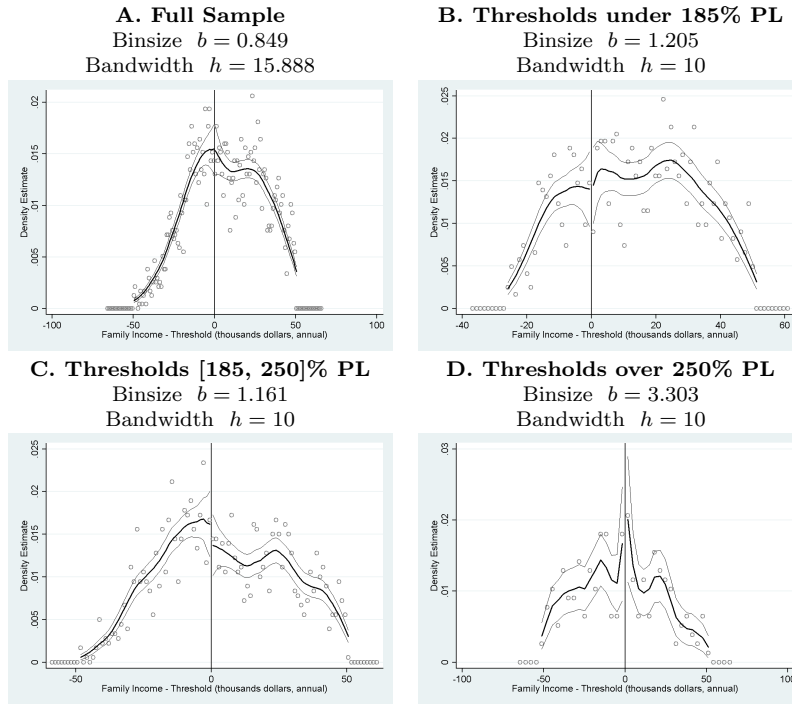 A. Full Sample
Binsize b = 0.849
Bandwidth h = 15.888
Density Estimate
0 .005 .01 .015 .02
-100 -50 0 50 100
Family Income - Threshold (thousands dollars, annual)
B. Thresholds under 185% PL
Binsize b = 1.205
Bandwidth h = 10
Density Estimate
0 .005 .01 .015 .02 .025
-40 -20 0 20 40 60
Family Income - Threshold (thousands dollars, annual)
C. Thresholds [185, 250]% PL
Binsize b = 1.161
Bandwidth h = 10
Density Estimate
0 .005 .01 .015 .02 .025
-50 0 50
Family Income - Threshold (thousands dollars, annual)
D. Thresholds over 250% PL
Binsize b = 3.303
Bandwidth h = 10
Density Estimate
0 .01 .02 .03
-100 -50 0 50 100
Family Income - Threshold (thousands dollars, annual)